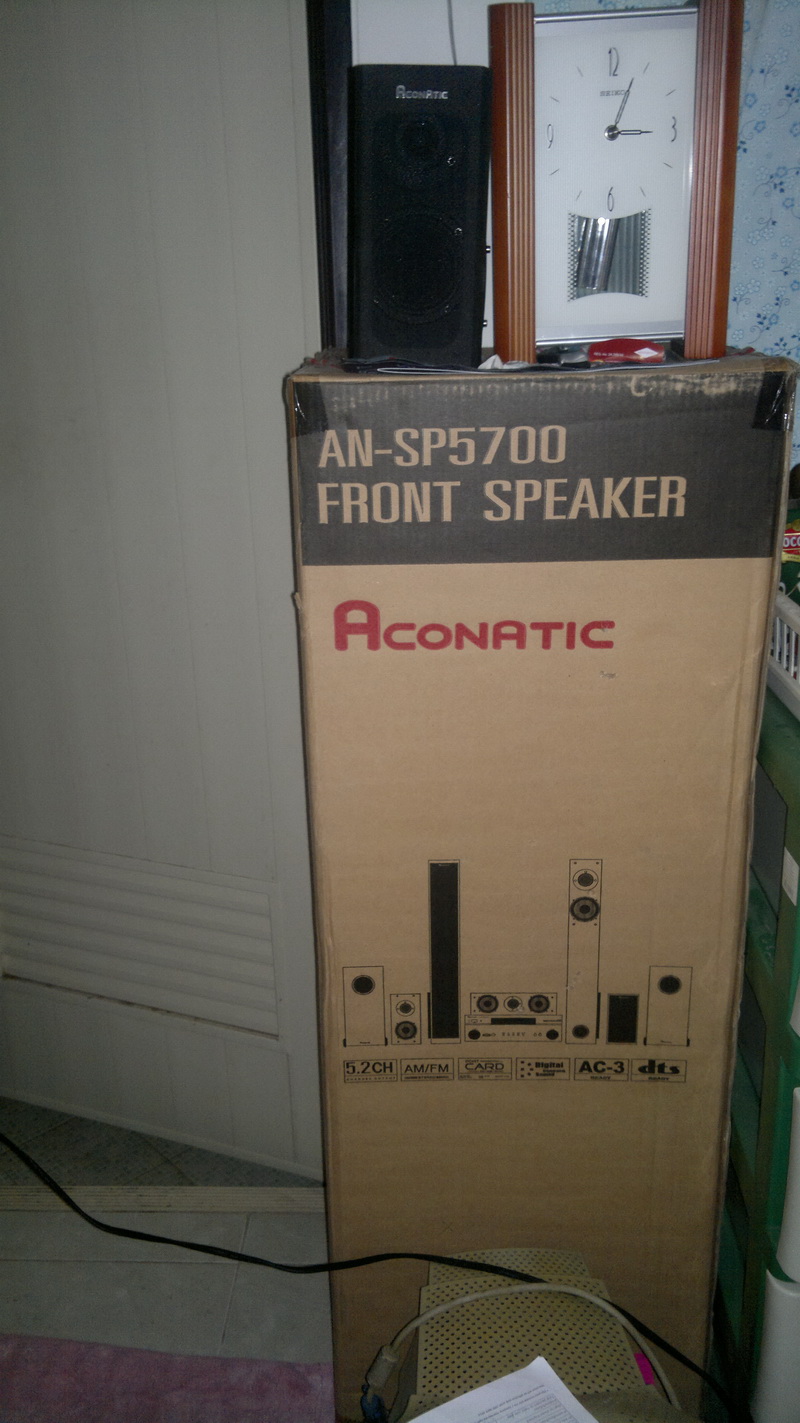 ACONATIC
12
SEIKO
9
3
6
AN-SP5700
FRONT SPEAKER
ACONATIC
5.2CH
AM/FM
CARD
Digital
AC-3
dts